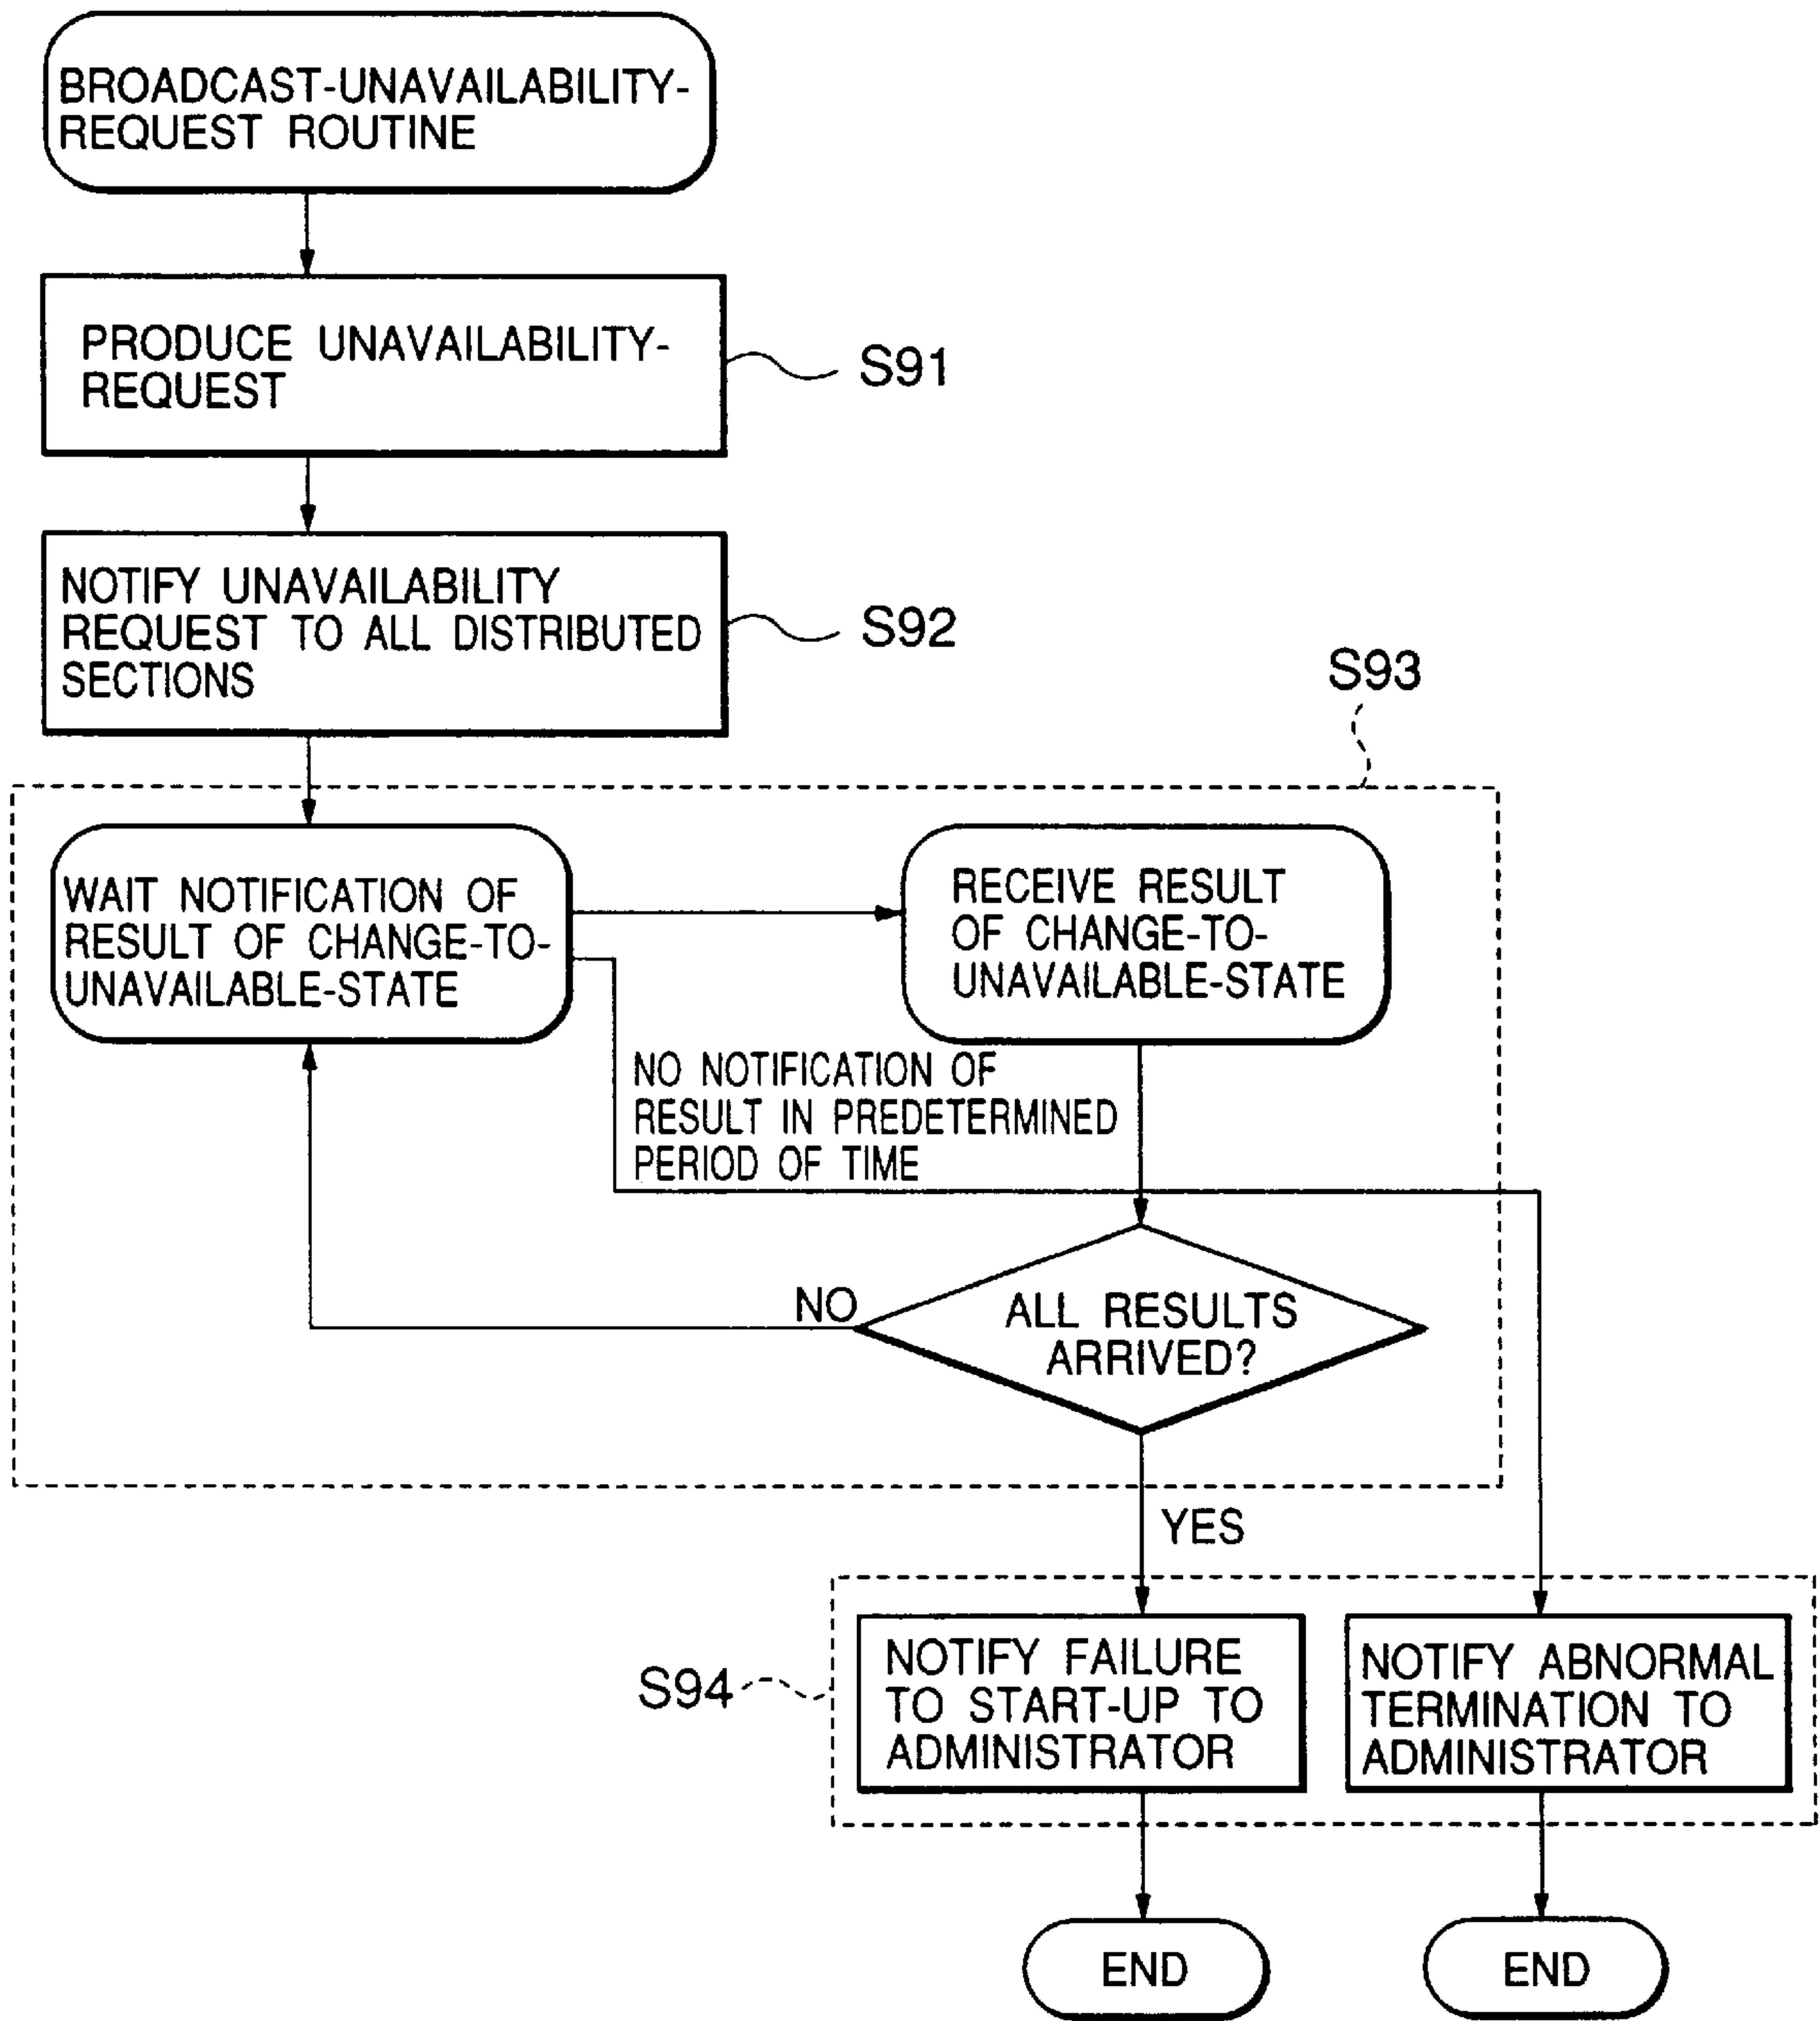 BROADCAST-UNAVAILABILITY-
REQUEST ROUTINE
PRODUCE UNAVAILABILITY-
REQUEST
S91
NOTIFY UNAVAILABILITY
REQUEST TO ALL DISTRIBUTED
SECTIONS
S92
S93
WAIT NOTIFICATION OF
RESULT OF CHANGE-TO-
UNAVAILABLE-STATE
RECEIVE RESULT
OF CHANGE-TO-
UNAVAILABLE-STATE
NO NOTIFICATION OF
RESULT IN PREDETERMINED
PERIOD OF TIME
NO
ALL RESULTS
ARRIVED?
YES
S94
NOTIFY FAILURE
TO START-UP TO
ADMINISTRATOR
NOTIFY ABNORMAL
TERMINATION TO
ADMINISTRATOR
END
END